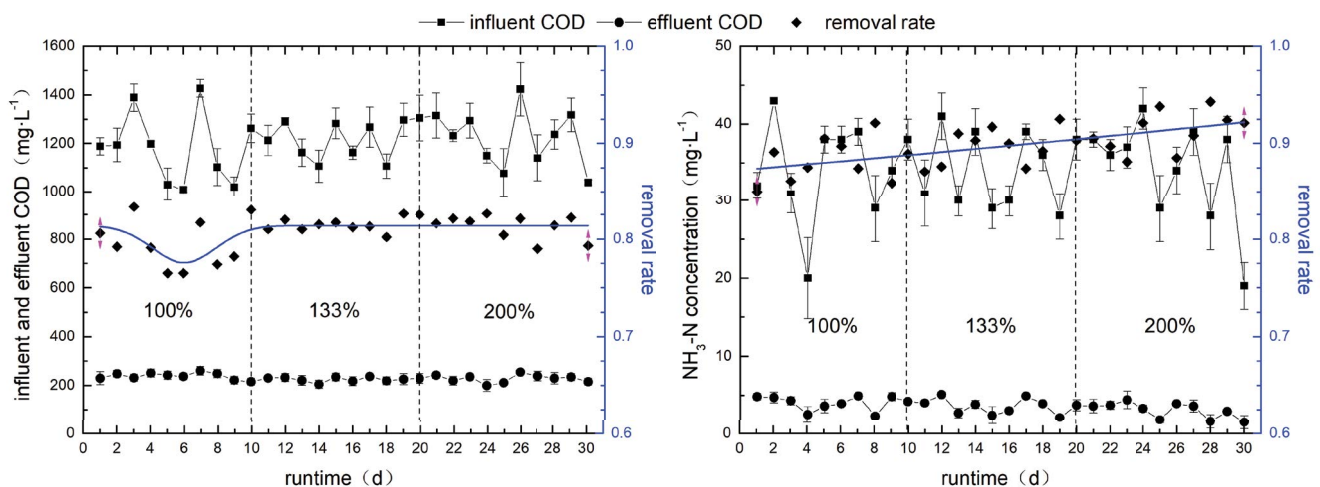 influent COD effluent COD removal rate
1600
1400
1200
1000
800
600
400
200
0
influent and effluent COD（mg·L⁻¹）
1.0
0.9
0.8
0.7
0.6
removal rate
100% 133% 200%
0 2 4 6 8 10 12 14 16 18 20 22 24 26 28 30
runtime（d）
50
40
30
20
10
0
NH₃-N concentration（mg·L⁻¹）
1.0
0.9
0.8
0.7
0.6
removal rate
100% 133% 200%
0 2 4 6 8 10 12 14 16 18 20 22 24 26 28 30
runtime（d）